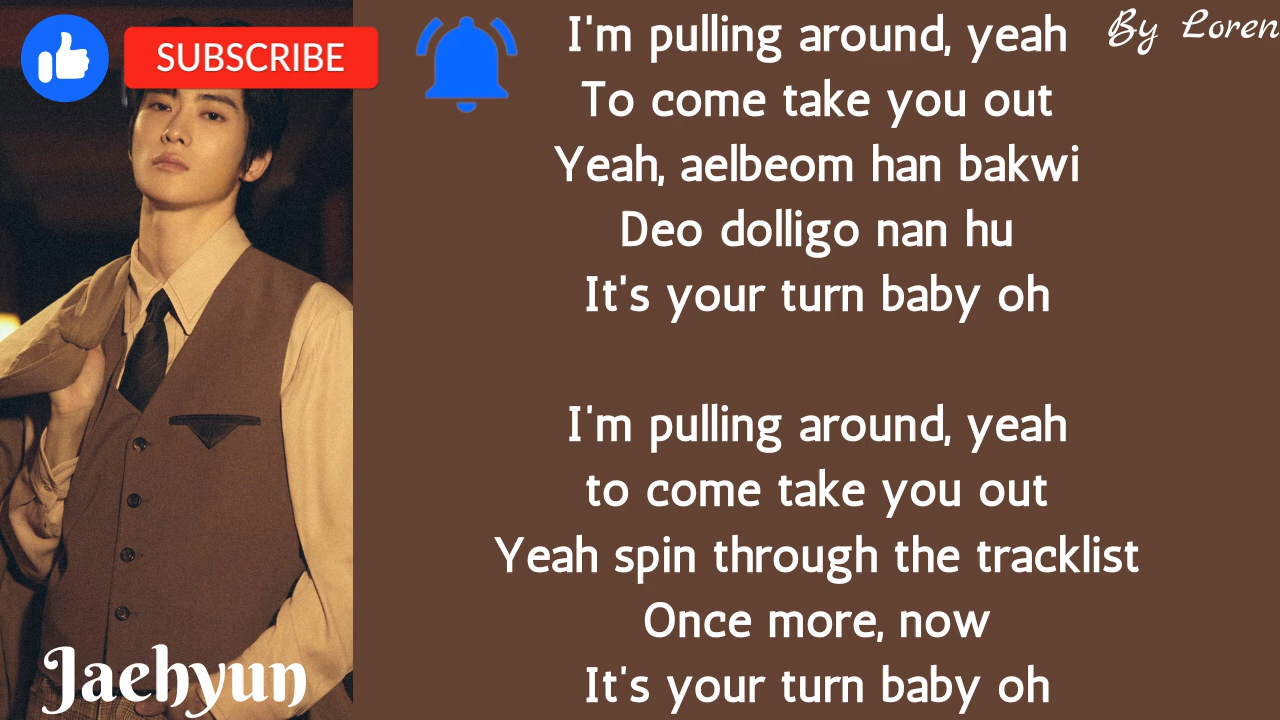 SUBSCRIBE
By Loren
I'm pulling around, yeah
To come take you out
Yeah, aelbeom han bakwi
Deo dolligo nan hu
It's your turn baby oh
I'm pulling around, yeah
to come take you out
Yeah spin through the tracklist
Once more, now
It's your turn baby oh
Jaehyun